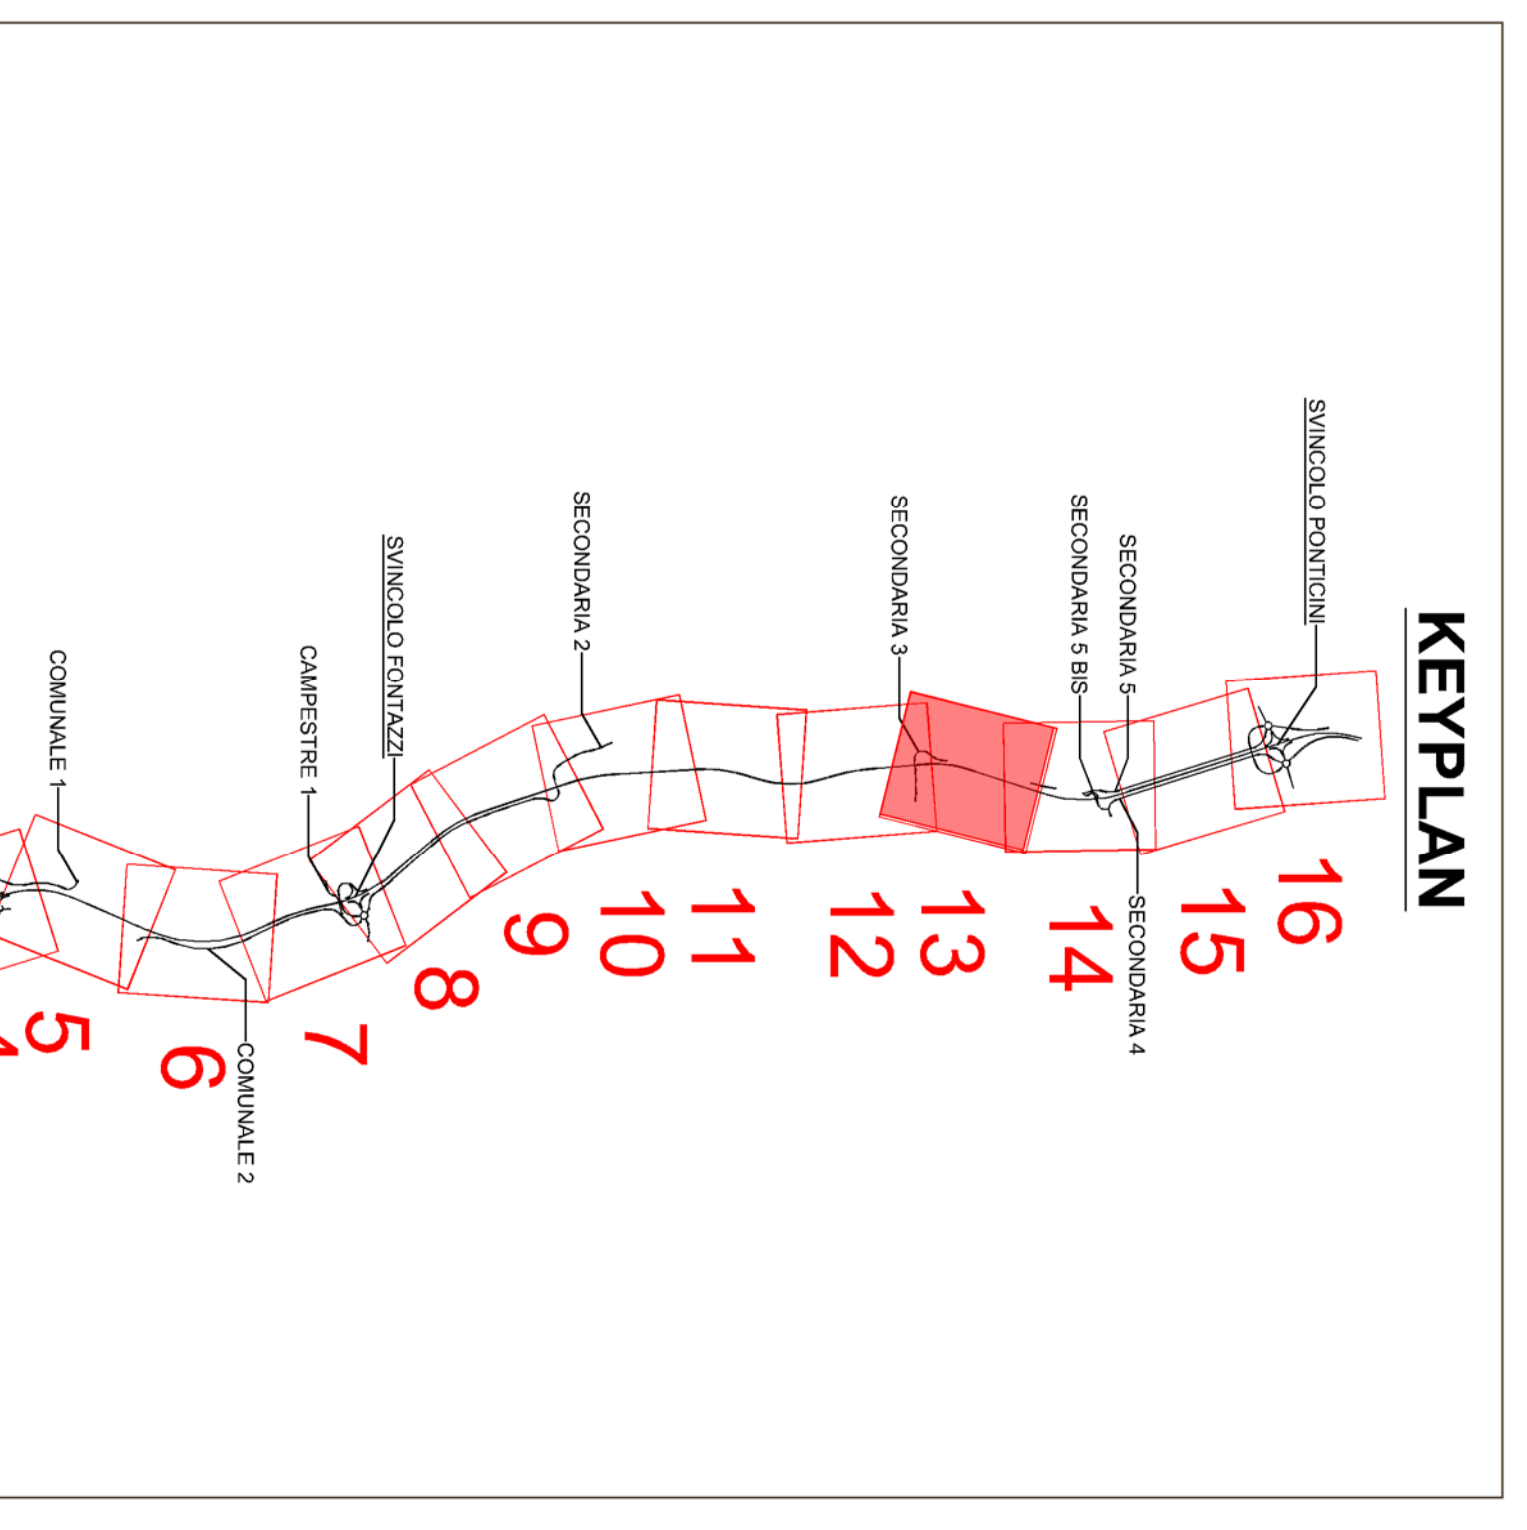 KEYPLAN
SVINCOLO PONTICINI
SECONDARIA 5
SECONDARIA 5 BIS
SECONDARIA 4
SECONDARIA 3
SECONDARIA 2
SVINCOLO FONTAZZI
CAMPESTRE 1
COMUNALE 2
COMUNALE 1
16
15
14
13
12
11
10
9
8
7
6
5